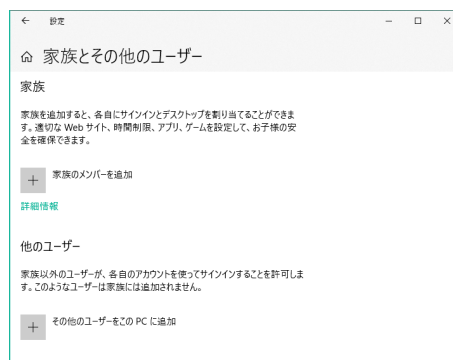 設定
家族とその他のユーザー
家族
家族を追加すると、各自にサインインとデスクトップを割り当てることができま
す。適切な Web サイト、時間制限、アプリ、ゲームを設定して、お子様の安
全を確保できます。
家族のメンバーを追加
詳細情報
他のユーザー
家族以外のユーザーが、各自のアカウントを使ってサインインすることを許可しま
す。このようなユーザーは家族には追加されません。
その他のユーザーをこの PC に追加